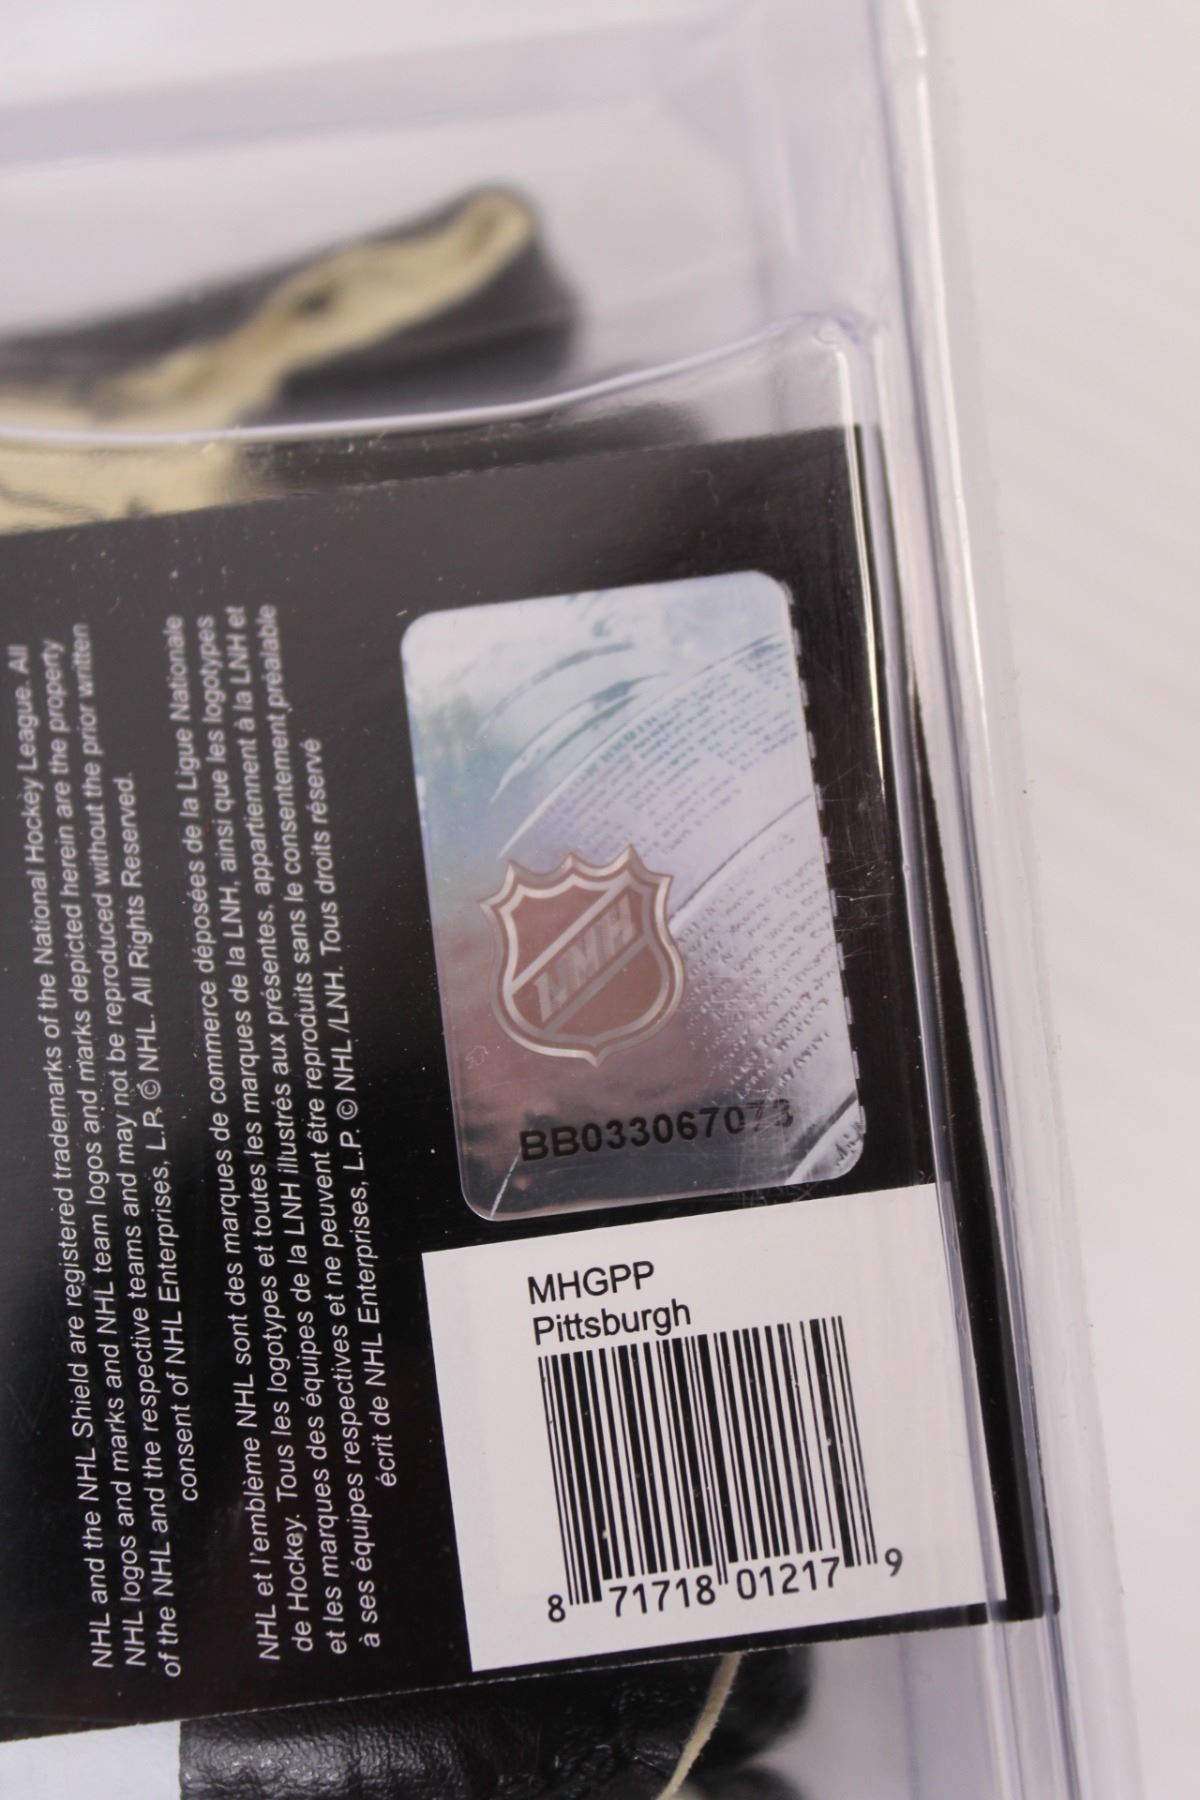 NHL and the NHL Shield are registered trademarks of the National Hockey League. All
NHL logos and marks and NHL team logos and marks depicted herein are the property
of the NHL and the respective teams and may not be reproduced without the prior written
consent of NHL Enterprises, L.P. © NHL. All Rights Reserved.
NHL et l'emblème NHL sont des marques de commerce déposées de la Ligue Nationale
de Hockey. Tous les logotypes et toutes les marques de la LNH, ainsi que les logotypes
et les marques des équipes de la LNH illustrés aux présentes, appartiennent à la LNH et
à ses équipes respectives et ne peuvent être reproduits sans le consentement préalable
écrit de NHL Enterprises, L.P. © NHL /LNH. Tous droits réservé
LNH
BB033067073
MHGPP
Pittsburgh
8 71718 01217 9